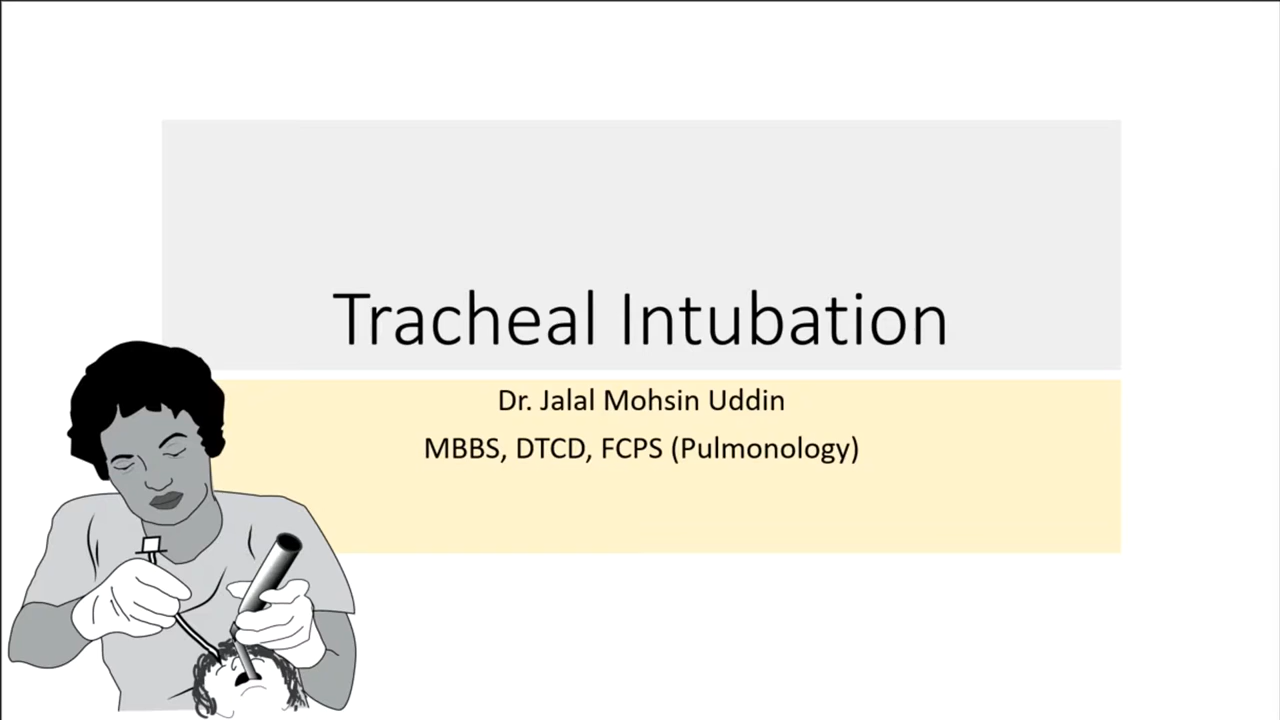 Tracheal Intubation
Dr. Jalal Mohsin Uddin
MBBS, DTCD, FCPS (Pulmonology)